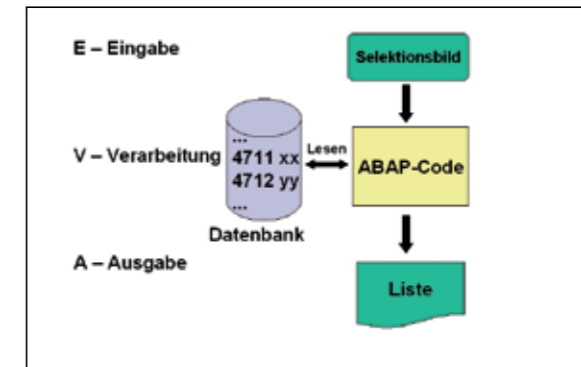 E – Eingabe
Selektionsbild
V – Verarbeitung
...
4711 xx
4712 yy
...
Lesen
ABAP-Code
Datenbank
A – Ausgabe
Liste